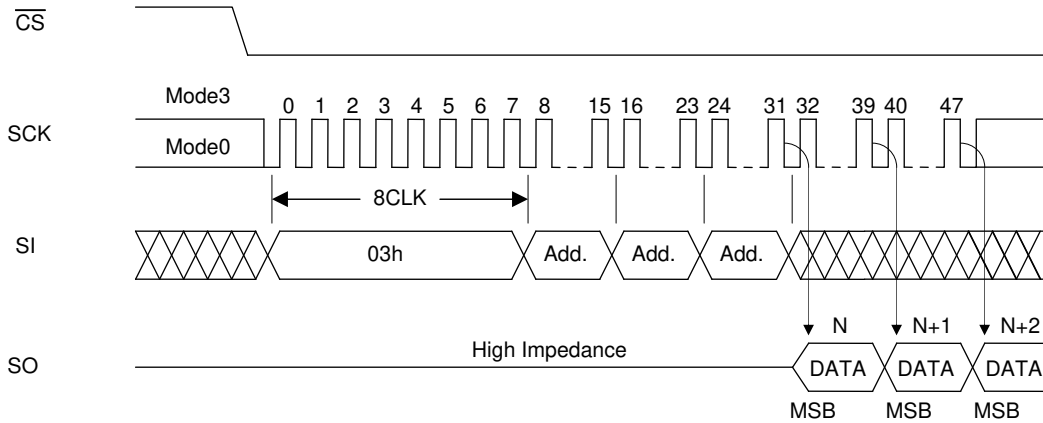 CS
Mode3
0 1 2 3 4 5 6 7 8 15 16 23 24 31 32 39 40 47
SCK
Mode0
8CLK
SI
03h Add. Add. Add.
N N+1 N+2
High Impedance
SO
DATA DATA DATA
MSB MSB MSB